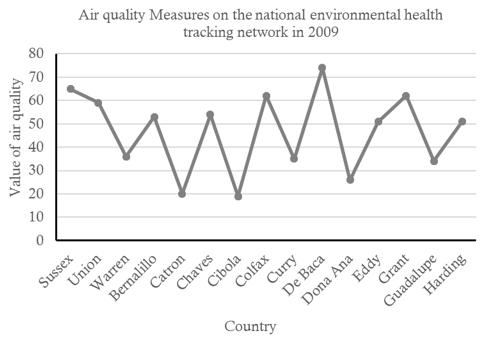 Air quality Measures on the national environmental health
tracking network in 2009
Value of air quality
80
70
60
50
40
30
20
10
0
Sussex
Union
Warren
Bernalillo
Catron
Chaves
Cibola
Colfax
Curry
De Baca
Dona Ana
Eddy
Grant
Guadalupe
Harding
Country